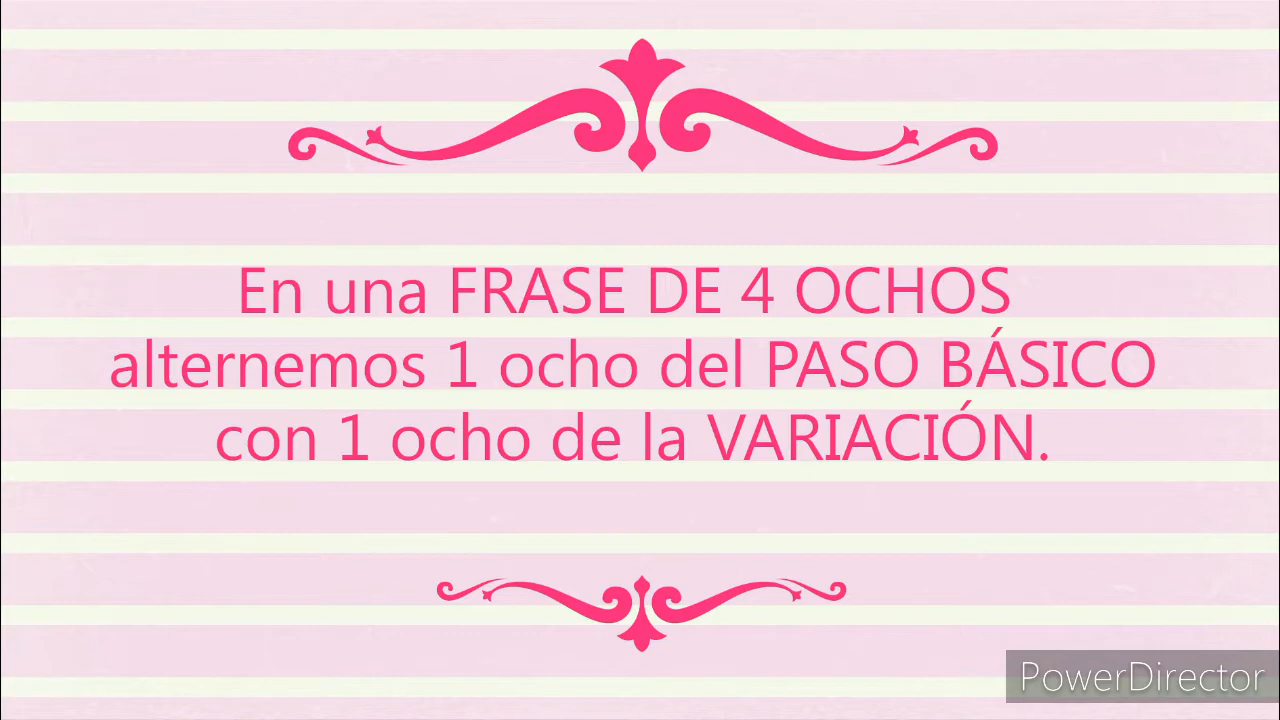 En una FRASE DE 4 OCHOS
alternemos 1 ocho del PASO BÁSICO
con 1 ocho de la VARIACIÓN.
PowerDirector